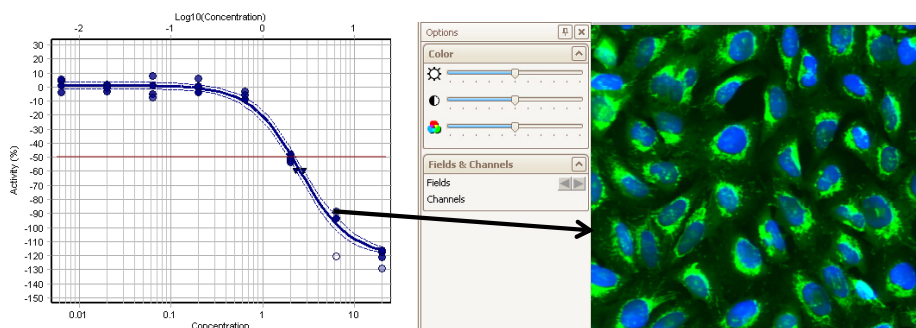 Log10(Concentration)
-2 -1 0 1
30
20
10
0
-10
-20
-30
-40
-50
-60
-70
-80
-90
-100
-110
-120
-130
-150
Activity (%)
0.01 0.1 1 10
Concentration
Options
Color
Fields & Channels
Fields
Channels